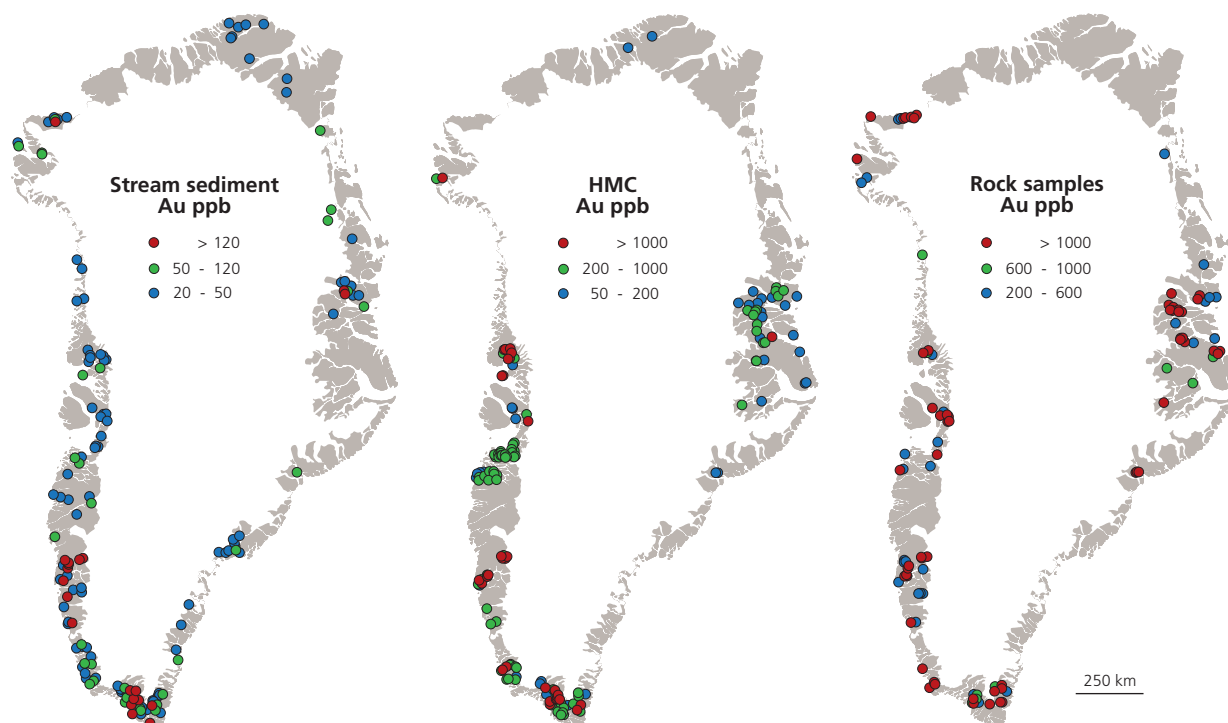 Stream sediment
Au ppb
> 120
50 - 120
20 - 50
HMC
Au ppb
> 1000
200 - 1000
50 - 200
Rock samples
Au ppb
> 1000
600 - 1000
200 - 600
250 km